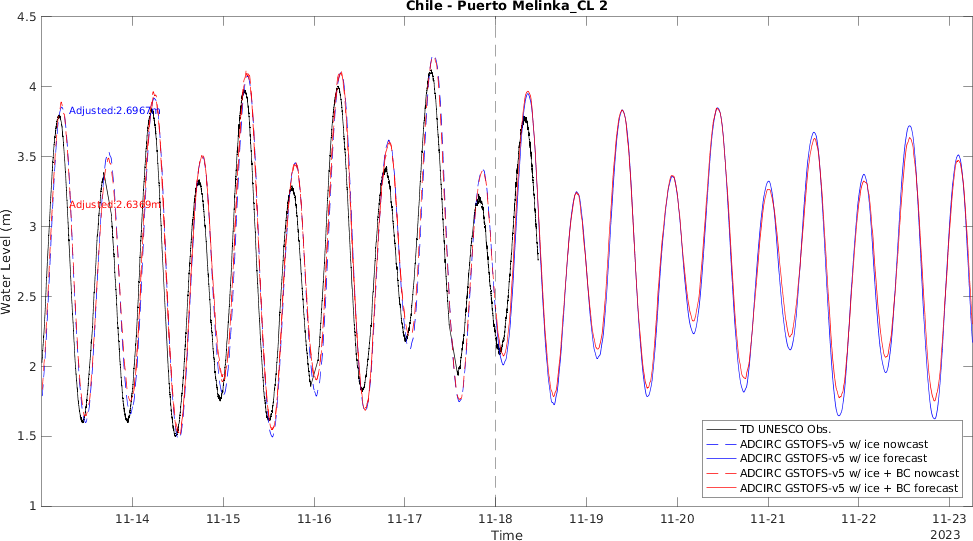 Chile - Puerto Melinka_CL 2
4.5
4
3.5
3
2.5
2
1.5
1
Water Level (m)
Adjusted:2.6967m
Adjusted:2.6369m
TD UNESCO Obs.
ADCIRC GSTOFS-v5 w/ ice nowcast
ADCIRC GSTOFS-v5 w/ ice forecast
ADCIRC GSTOFS-v5 w/ ice + BC nowcast
ADCIRC GSTOFS-v5 w/ ice + BC forecast
11-14 11-15 11-16 11-17 11-18 11-19 11-20 11-21 11-22 11-23
Time
2023